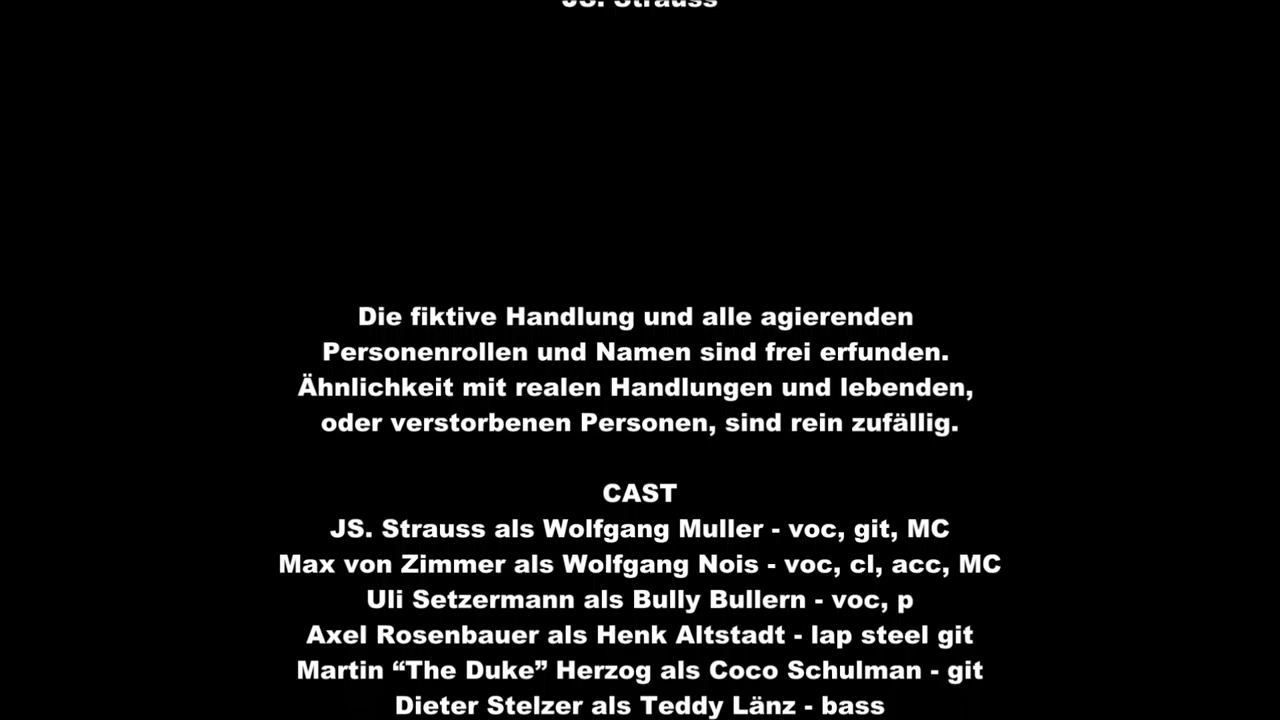 JS. Strauss
Die fiktive Handlung und alle agierenden
Personenrollen und Namen sind frei erfunden.
Ähnlichkeit mit realen Handlungen und lebenden,
oder verstorbenen Personen, sind rein zufällig.
CAST
JS. Strauss als Wolfgang Muller - voc, git, MC
Max von Zimmer als Wolfgang Nois - voc, cl, acc, MC
Uli Setzermann als Bully Bullern - voc, p
Axel Rosenbauer als Henk Altstadt - lap steel git
Martin “The Duke” Herzog als Coco Schulman - git
Dieter Stelzer als Teddy Länz - bass